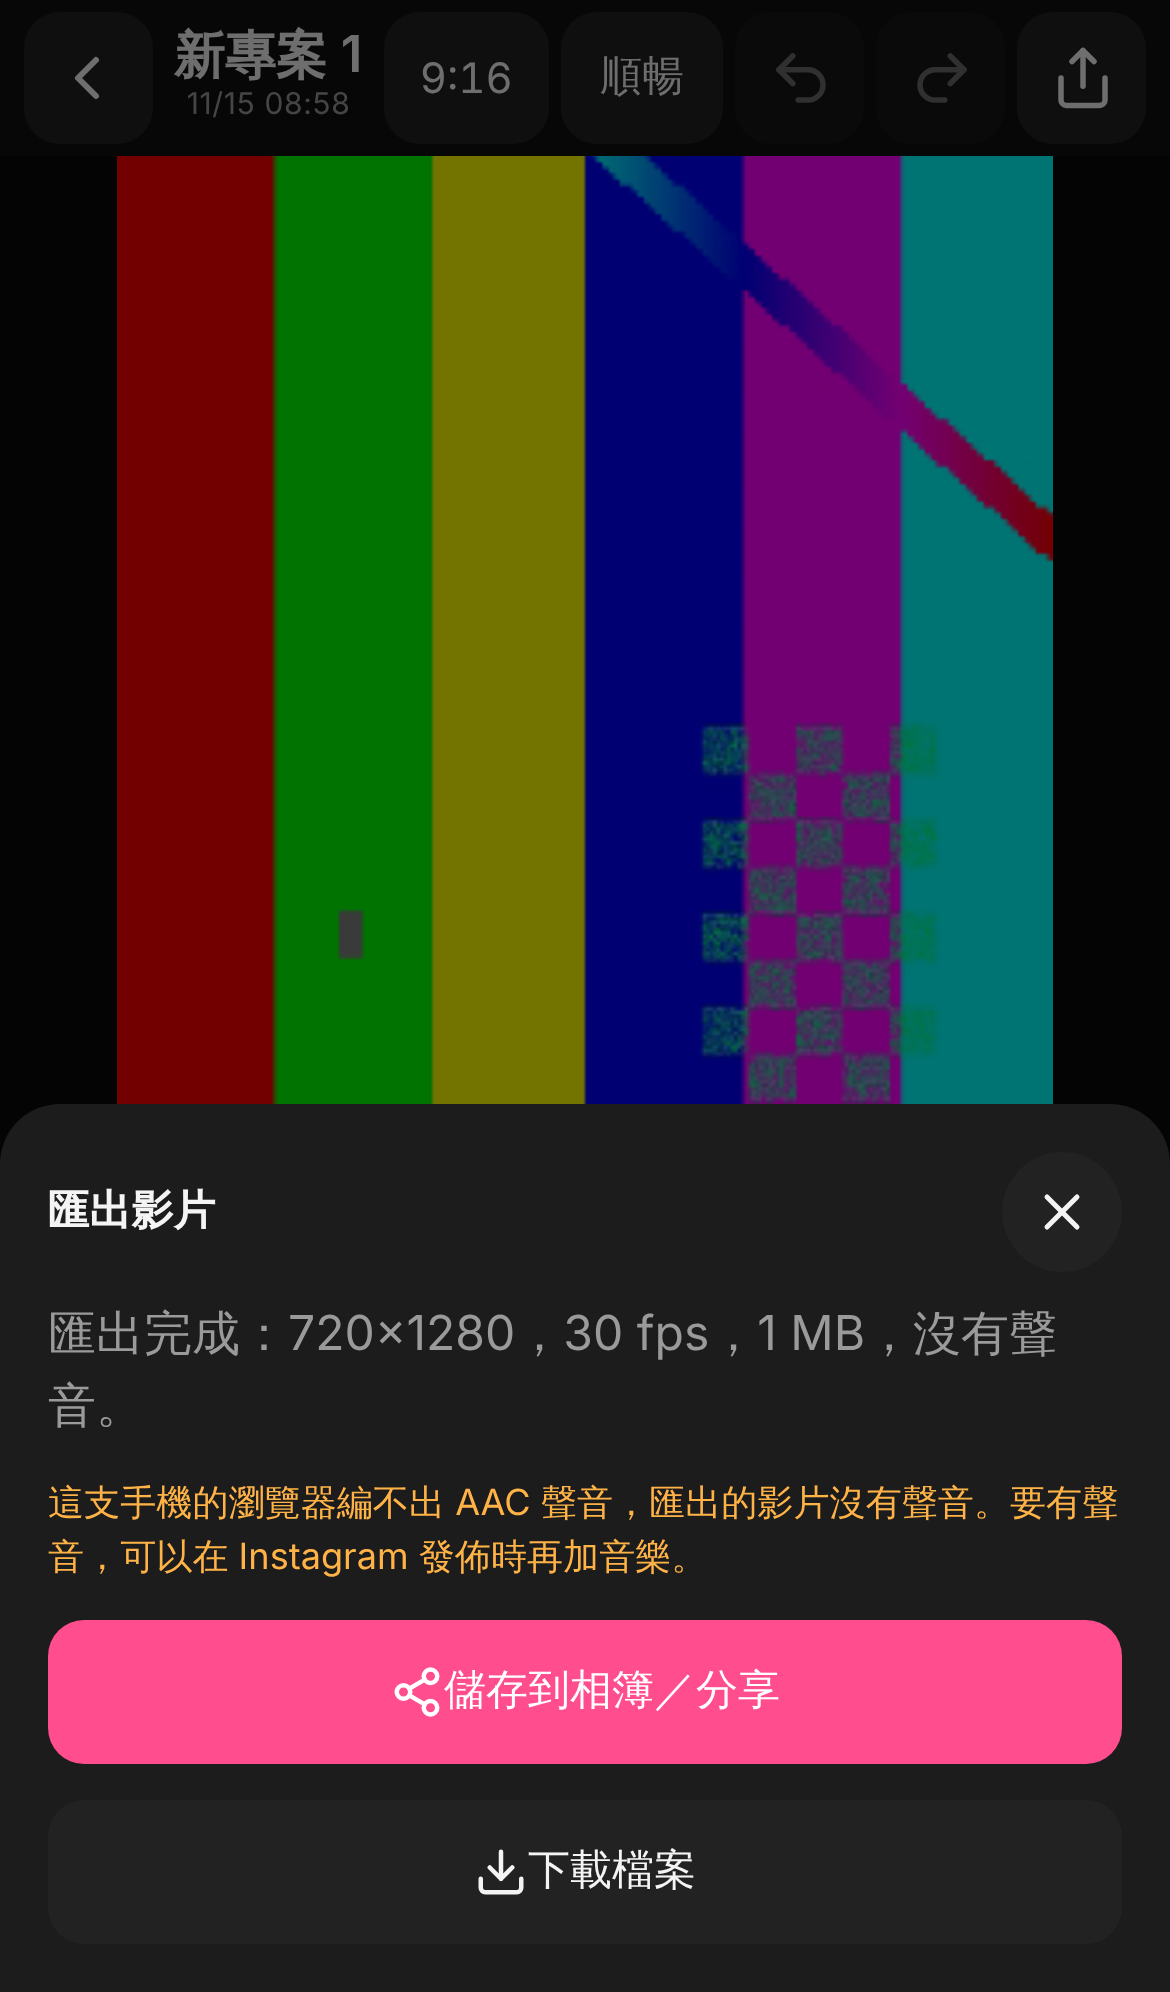 新專案 1
11/15 08:58
9:16
順暢
匯出影片
匯出完成：720×1280，30 fps，1 MB，沒有聲
音。
這支手機的瀏覽器編不出 AAC 聲音，匯出的影片沒有聲音。要有聲
音，可以在 Instagram 發佈時再加音樂。
儲存到相簿／分享
下載檔案